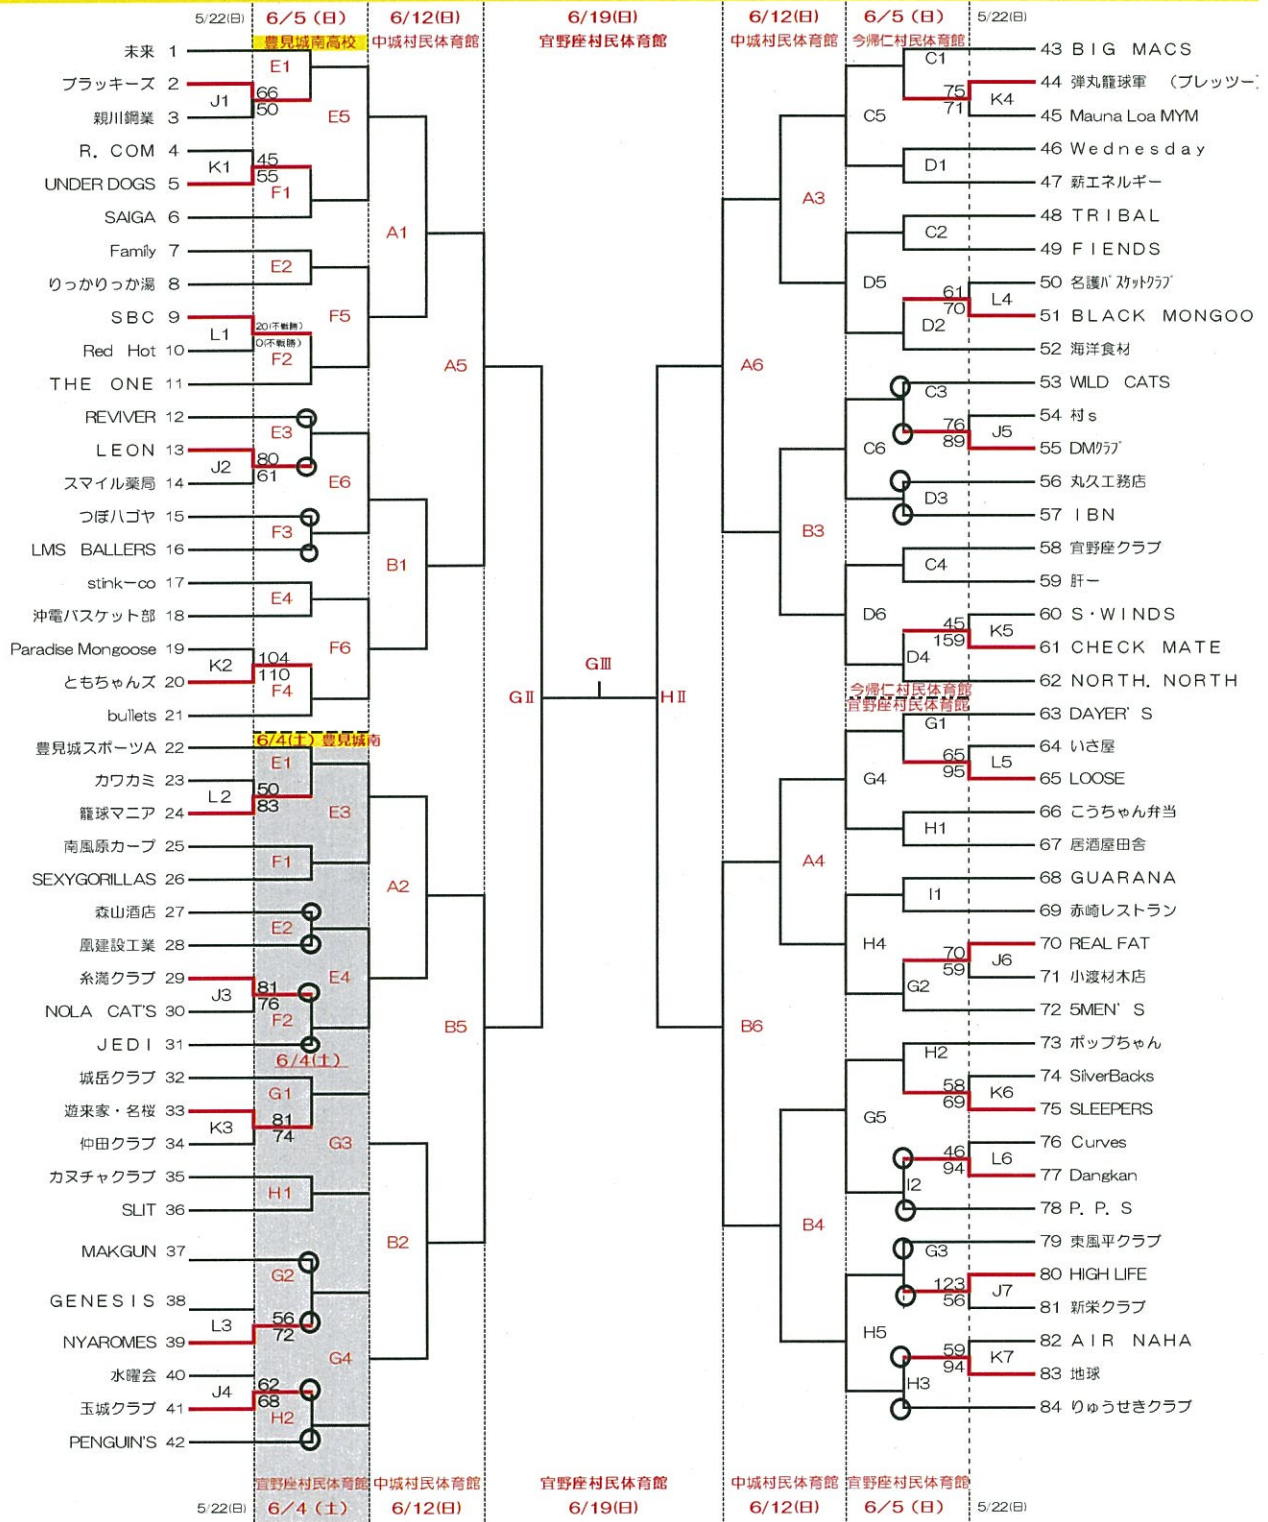 5/22(日) 6/5(日) 6/12(日) 6/19(日) 6/12(日) 6/5(日) 5/22(日)
豊見城南高校 中城村民体育館 宜野座村民体育館 中城村民体育館 今帰仁村民体育館
未来 1
ブラッキーズ 2
親川鋼業 3
R. COM 4
UNDER DOGS 5
SAIGA 6
Family 7
りっかりっか湯 8
SBC 9
Red Hot 10
THE ONE 11
REVIVER 12
LEON 13
スマイル薬局 14
つぼハゴヤ 15
LMS BALLERS 16
stinkーco 17
沖電バスケット部 18
Paradise Mongoose 19
ともちゃんズ 20
bullets 21
豊見城スポーツA 22
カワカミ 23
籠球マニア 24
南風原カープ 25
SEXYGORILLAS 26
森山酒店 27
凰建設工業 28
糸満クラブ 29
NOLA CAT'S 30
JEDI 31
城岳クラブ 32
遊来家・名桜 33
仲田クラブ 34
カヌチャクラブ 35
SLIT 36
MAKGUN 37
GENESIS 38
NYAROMES 39
水曜会 40
玉城クラブ 41
PENGUIN'S 42
J1
K1
L1
J2
K2
L2
J3
K3
L3
J4
E1
66
50
45
55
F1
E2
20(不戦勝)
0(不戦勝)
F2
E3
80
61
F3
E4
104
110
F4
6/4(土) 豊見城南
E1
50
83
F1
E2
81
76
F2
6/4(土)
G1
81
74
H1
G2
56
72
62
68
H2
E5
F5
E6
F6
E3
E4
G3
G4
A1
B1
A2
B2
A5
B5
GⅡ
GⅢ
HⅡ
A6
B6
A3
B3
A4
B4
C5
D5
C6
D6
G4
H4
G5
H5
C1
75
71
D1
C2
61
70
D2
C3
76
89
D3
C4
45
159
D4
今帰仁村民体育館
宜野座村民体育館
G1
65
95
H1
I1
70
59
G2
H2
58
69
46
94
I2
G3
123
56
59
94
H3
K4
L4
J5
K5
L5
J6
K6
L6
J7
K7
43 BIG MACS
44 弾丸籠球軍 (ブレッツー
45 Mauna Loa MYM
46 Wednesday
47 薪エネルギー
48 TRIBAL
49 FIENDS
50 名護バスケットクラブ
51 BLACK MONGOO
52 海洋食材
53 WILD CATS
54 村s
55 DMクラブ
56 丸久工務店
57 IBN
58 宜野座クラブ
59 肝ー
60 S・WINDS
61 CHECK MATE
62 NORTH. NORTH
63 DAYER'S
64 いさ屋
65 LOOSE
66 こうちゃん弁当
67 居酒屋田舎
68 GUARANA
69 赤崎レストラン
70 REAL FAT
71 小渡材木店
72 5MEN'S
73 ポップちゃん
74 SilverBacks
75 SLEEPERS
76 Curves
77 Dangkan
78 P. P. S
79 東風平クラブ
80 HIGH LIFE
81 新栄クラブ
82 AIR NAHA
83 地球
84 りゅうせきクラブ
宜野座村民体育館 中城村民体育館 宜野座村民体育館 中城村民体育館 宜野座村民体育館
5/22(日) 6/4(土) 6/12(日) 6/19(日) 6/12(日) 6/5(日) 5/22(日)